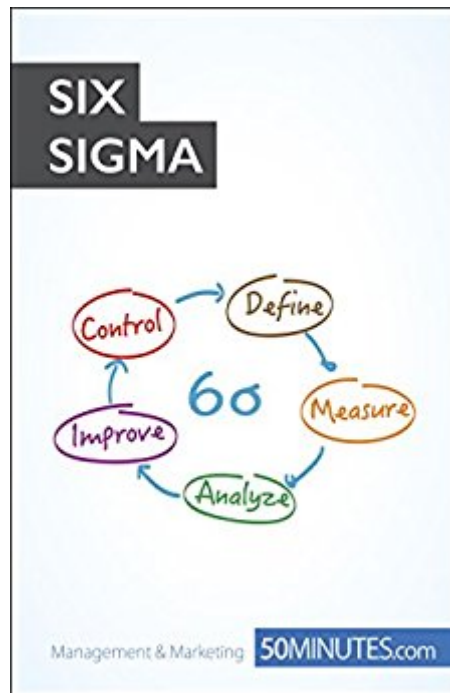 SIX
SIGMA
Control
Define
6σ
Measure
Improve
Analyze
Management & Marketing 50MINUTES.com